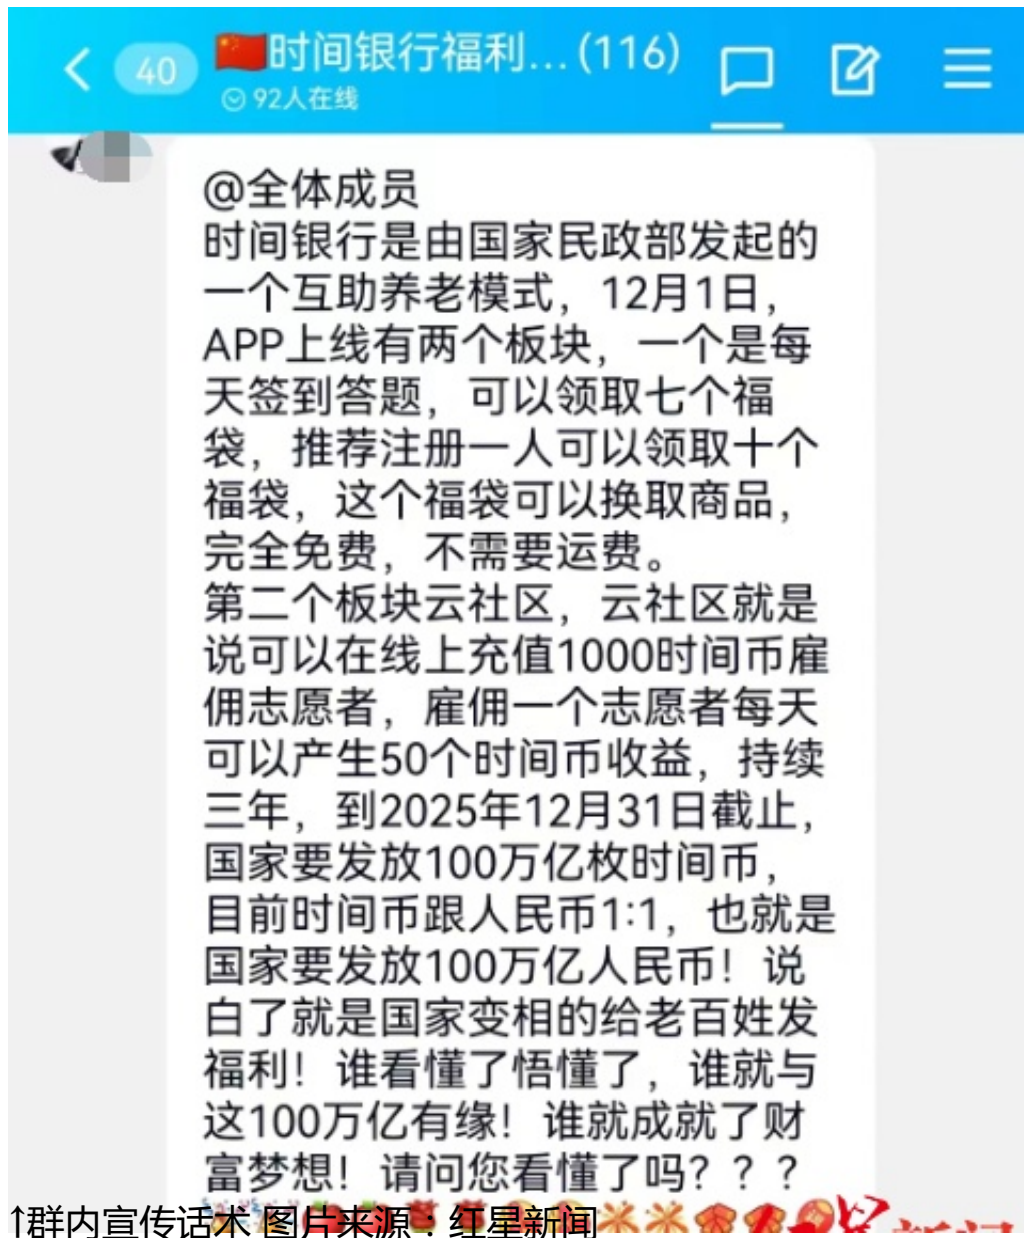 40
时间银行福利...(116)
92人在线
@全体成员
时间银行是由国家民政部发起的
一个互助养老模式，12月1日，
APP上线有两个板块，一个是每
天签到答题，可以领取七个福
袋，推荐注册一人可以领取十个
福袋，这个福袋可以换取商品，
完全免费，不需要运费。
第二个板块云社区，云社区就是
说可以在线上充值1000时间币雇
佣志愿者，雇佣一个志愿者每天
可以产生50个时间币收益，持续
三年，到2025年12月31日截止，
国家要发放100万亿枚时间币，
目前时间币跟人民币1:1，也就是
国家要发放100万亿人民币！说
白了就是国家变相的给老百姓发
福利！谁看懂了悟懂了，谁就与
这100万亿有缘！谁就成就了财
富梦想！请问您看懂了吗？？？
↑群内宣传话术 图片来源：红星新闻